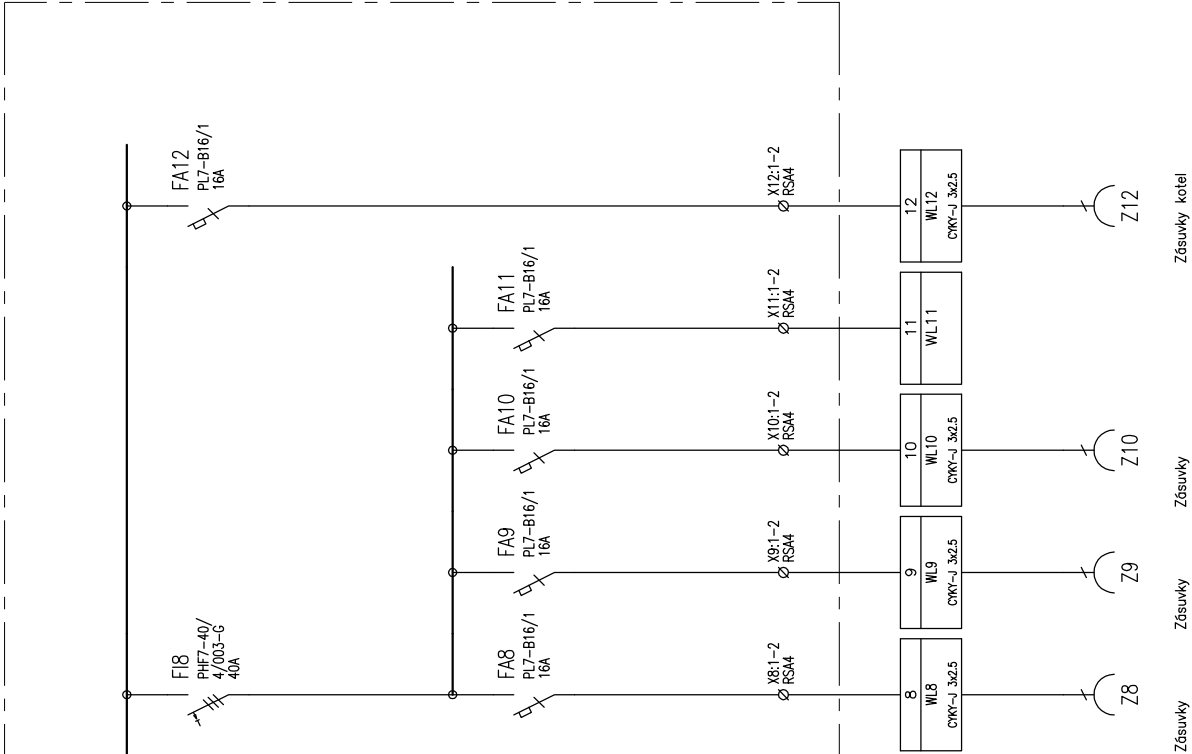 FA12
PL7-B16/1
16A
X12:1-2
RSA4
12
WL12
CYKY-J 3x2.5
Z12
Zásuvky kotel
FA11
PL7-B16/1
16A
X11:1-2
RSA4
11
WL11
FA10
PL7-B16/1
16A
X10:1-2
RSA4
10
WL10
CYKY-J 3x2.5
Z10
Zásuvky
FA9
PL7-B16/1
16A
X9:1-2
RSA4
9
WL9
CYKY-J 3x2.5
Z9
Zásuvky
FI8
PHF7-40/
4/003-G
40A
FA8
PL7-B16/1
16A
X8:1-2
RSA4
8
WL8
CYKY-J 3x2.5
Z8
Zásuvky